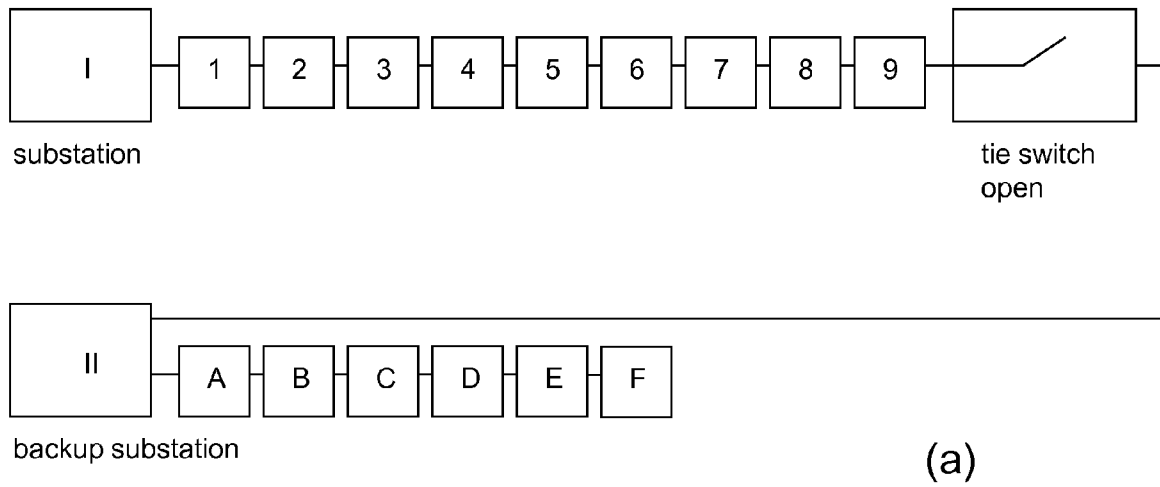 I 1 2 3 4 5 6 7 8 9
substation
tie switch
open
II A B C D E F
backup substation
(a)